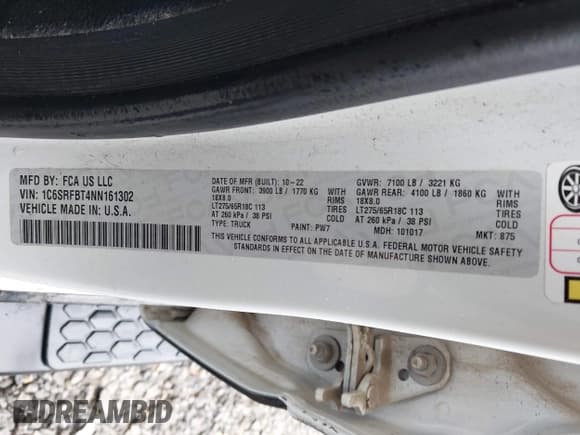 MFD BY: FCA US LLC
VIN: 1C6SRFBT4NN161302
VEHICLE MADE IN: U.S.A.
DATE OF MFR (BUILT): 10-22
GAWR FRONT: 3900 LB / 1770 KG
18X8.0 RIMS
LT275/65R18C 113 TIRES
AT 260 kPa / 38 PSI COLD
TYPE: TRUCK PAINT: PW7
GVWR: 7100 LB / 3221 KG
GAWR REAR: 4100 LB / 1860 KG
18X8.0 RIMS
LT275/65R18C 113 TIRES
AT 260 kPa / 38 PSI COLD
MDH: 101017 MKT: 875
THIS VEHICLE CONFORMS TO ALL APPLICABLE U.S.A. FEDERAL MOTOR VEHICLE SAFETY
STANDARDS IN EFFECT ON THE DATE OF MANUFACTURE SHOWN ABOVE.
DREAMBID